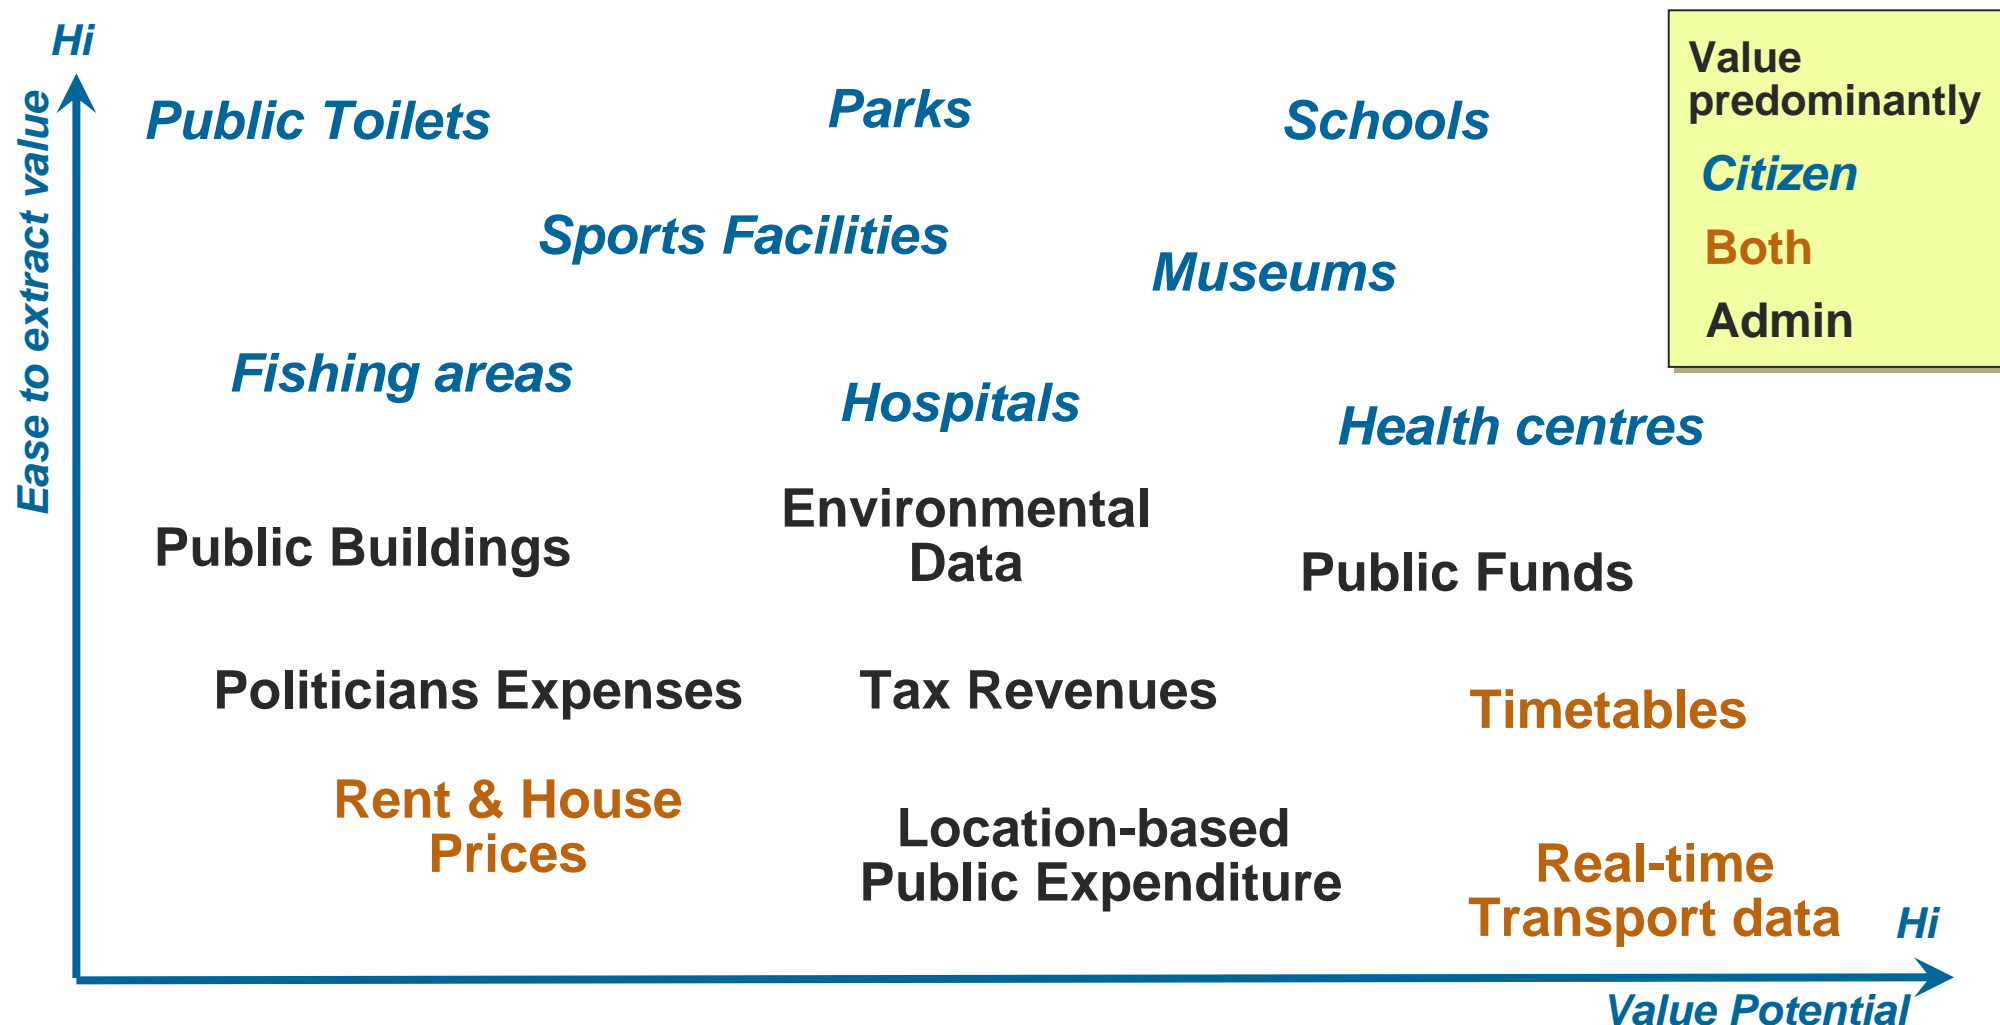 Hi
Ease to extract value
Public Toilets
Parks
Schools
Sports Facilities
Museums
Fishing areas
Hospitals
Health centres
Public Buildings
Environmental
Data
Public Funds
Politicians Expenses
Tax Revenues
Timetables
Rent & House
Prices
Location-based
Public Expenditure
Real-time
Transport data
Hi
Value Potential
Value
predominantly
Citizen
Both
Admin